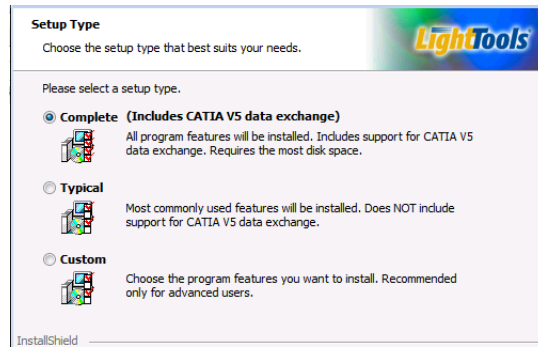 Setup Type
Choose the setup type that best suits your needs.
LightTools
Please select a setup type.
Complete (Includes CATIA V5 data exchange)
All program features will be installed. Includes support for CATIA V5
data exchange. Requires the most disk space.
Typical
Most commonly used features will be installed. Does NOT include
support for CATIA V5 data exchange.
Custom
Choose the program features you want to install. Recommended
only for advanced users.
InstallShield